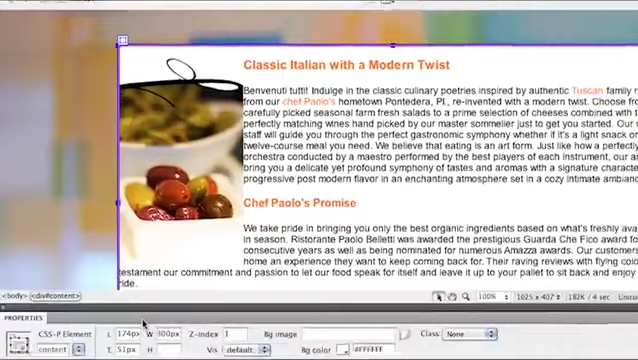 Classic Italian with a Modern Twist
Benvenuti tutti! Indulge in the classic culinary poetries inspired by authentic Tuscan family
from our chef Paolo's hometown Pontedera, PI., re-invented with a modern twist. Choose
carefully picked seasonal farm fresh salads to a prime selection of cheeses combined with
perfectly matching wines hand picked by our master sommelier just to get you started. Our
staff will guide you through the perfect gastronomic symphony whether if it's a light snack or
twelve-course meal you need. We believe that eating is an art form. Just like how a perfectly
orchestra conducted by a maestro performed by the best players of each instrument, our
bring you a delicate yet profound symphony of tastes and aromas with a signature
progressive post modern flavor in an enchanting atmosphere set in a cozy intimate
Chef Paolo's Promise
We take pride in bringing you only the best organic ingredients based on what's freshly
in season. Ristorante Paolo Belletti was awarded the prestigious Guarda Che Fico award
consecutive years as well as being nominated for numerous Amazza awards. Our
home an experience they want to keep coming back for. Their raving reviews with flying
testament our commitment and passion to let our food speak for itself and leave it up to your pallet to sit back and enjoy
ride.
<body> <div#content> 100% 1025 x 407 182K / 4 sec
PROPERTIES
CSS-P Element L 174px W 800px Z-index 1 Bg image Class None
content T 51px H Vis default Bg color #FFFFFF